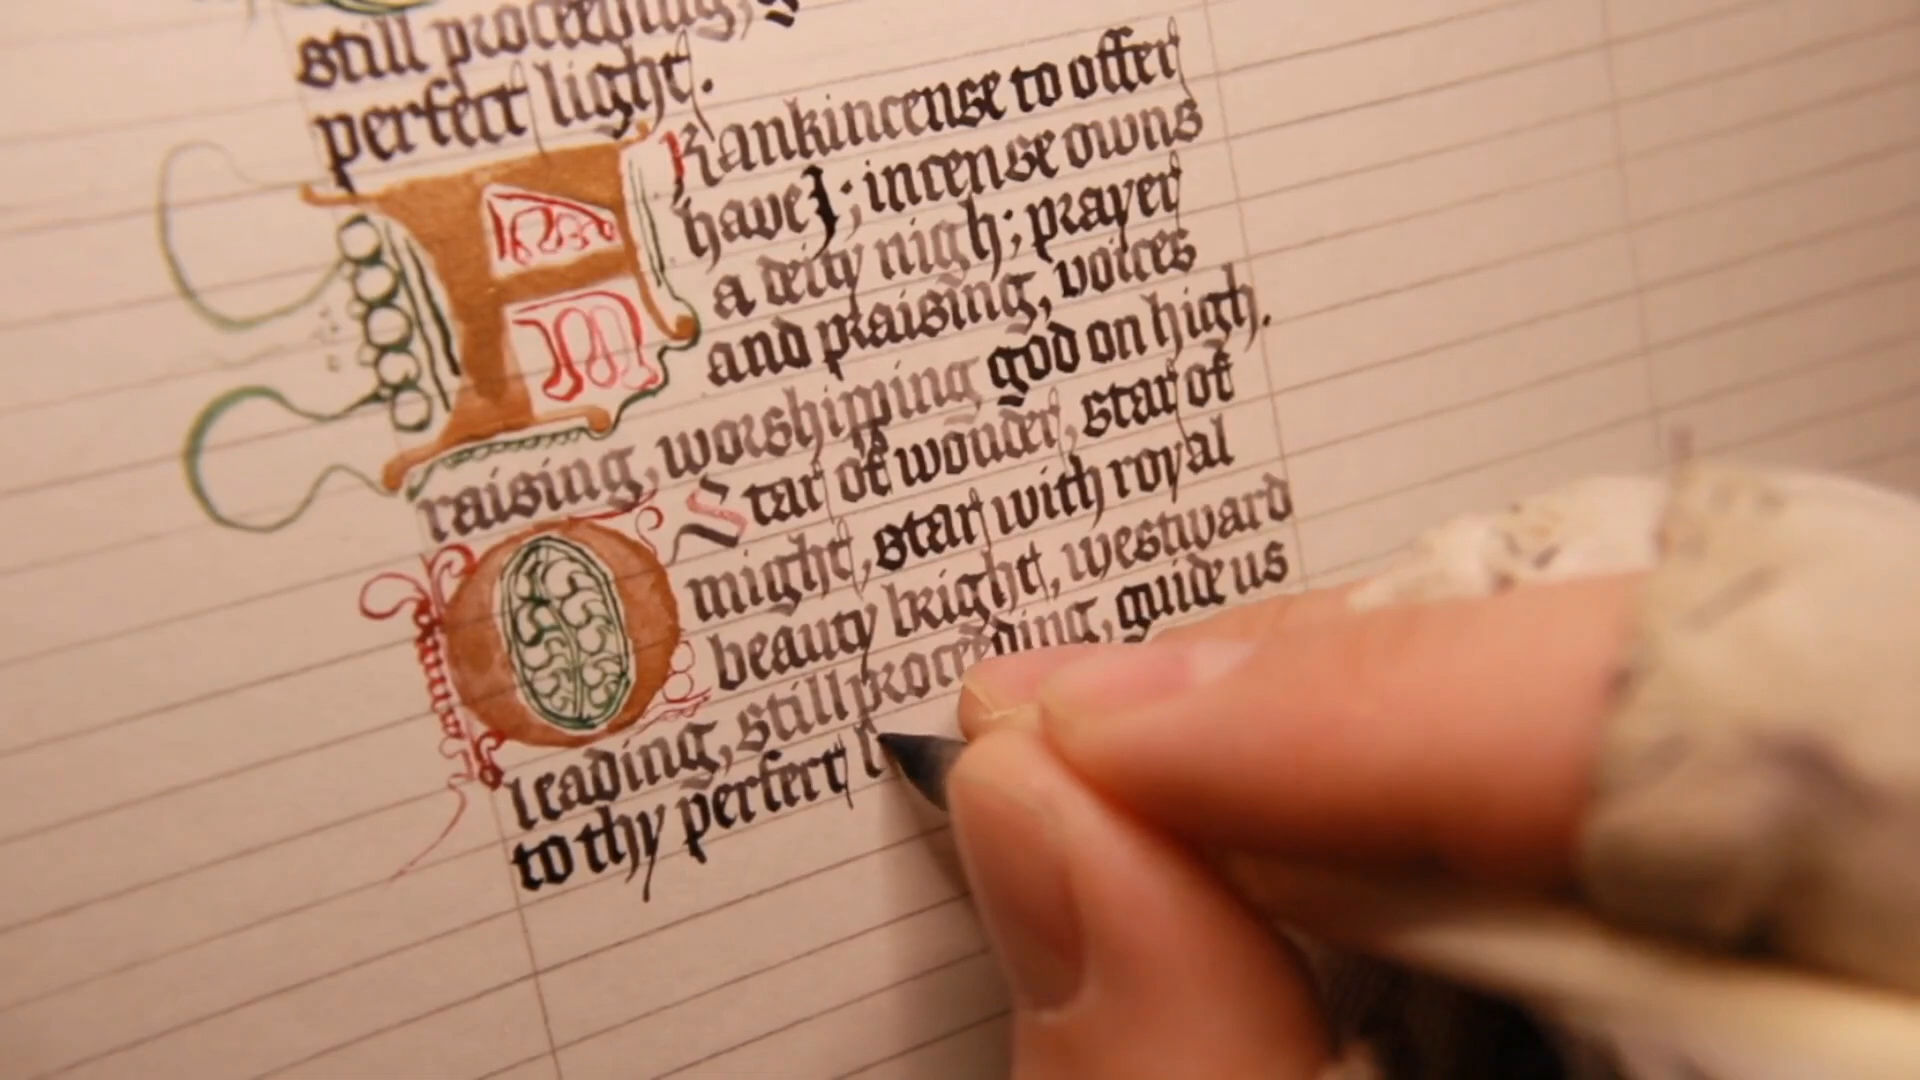 still proceeding,
perfect light.
Frankincense to offer
have I; incense owns
a deity nigh; prayer
and praising, voices
raising, worshipping god on high.
O Star of wonder, star of
might, star with royal
beauty bright, westward
leading, still proceeding, guide us
to thy perfect l